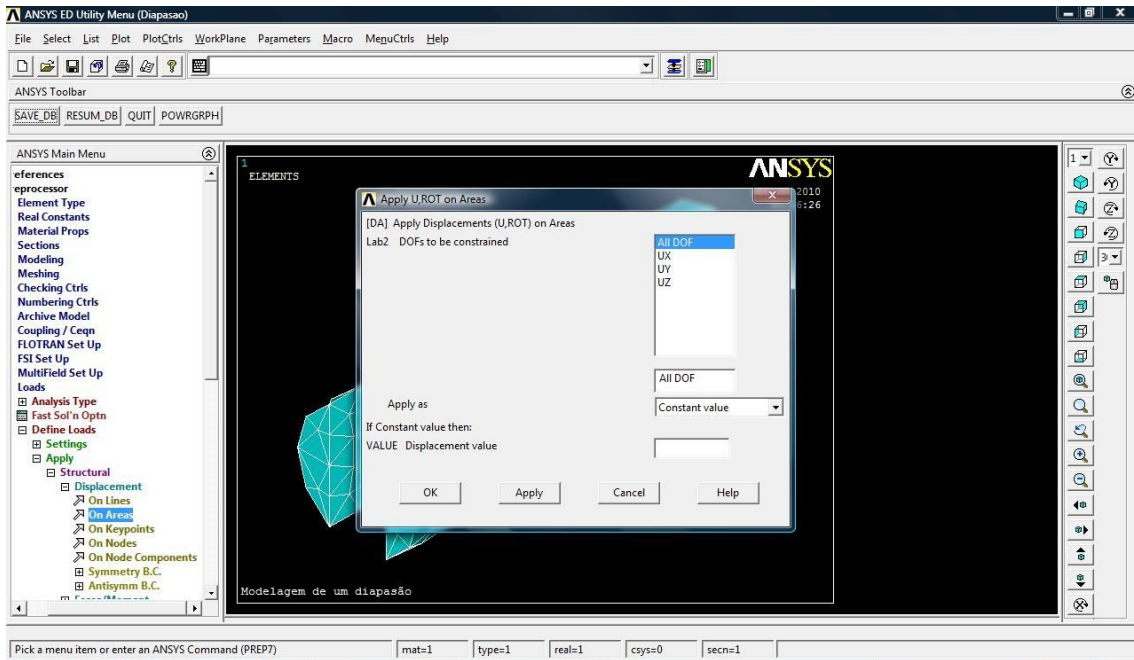 ANSYS ED Utility Menu (Diapasao)
File Select List Plot PlotCtrls WorkPlane Parameters Macro MenuCtrls Help
ANSYS Toolbar
SAVE_DB RESUM_DB QUIT POWRGRPH
ANSYS Main Menu
eferences
eprocessor
Element Type
Real Constants
Material Props
Sections
Modeling
Meshing
Checking Ctrls
Numbering Ctrls
Archive Model
Coupling / Ceqn
FLOTRAN Set Up
FSI Set Up
MultiField Set Up
Loads
Analysis Type
Fast Sol'n Optn
Define Loads
Settings
Apply
Structural
Displacement
On Lines
On Areas
On Keypoints
On Nodes
On Node Components
Symmetry B.C.
Antisymm B.C.
1
ELEMENTS
ANSYS
2010
6:26
Apply U,ROT on Areas
[DA] Apply Displacements (U,ROT) on Areas
Lab2 DOFs to be constrained
All DOF
UX
UY
UZ
All DOF
Apply as
Constant value
If Constant value then:
VALUE Displacement value
OK Apply Cancel Help
Modelagem de um diapasão
1
Pick a menu item or enter an ANSYS Command (PREP7)
mat=1 type=1 real=1 csys=0 secn=1